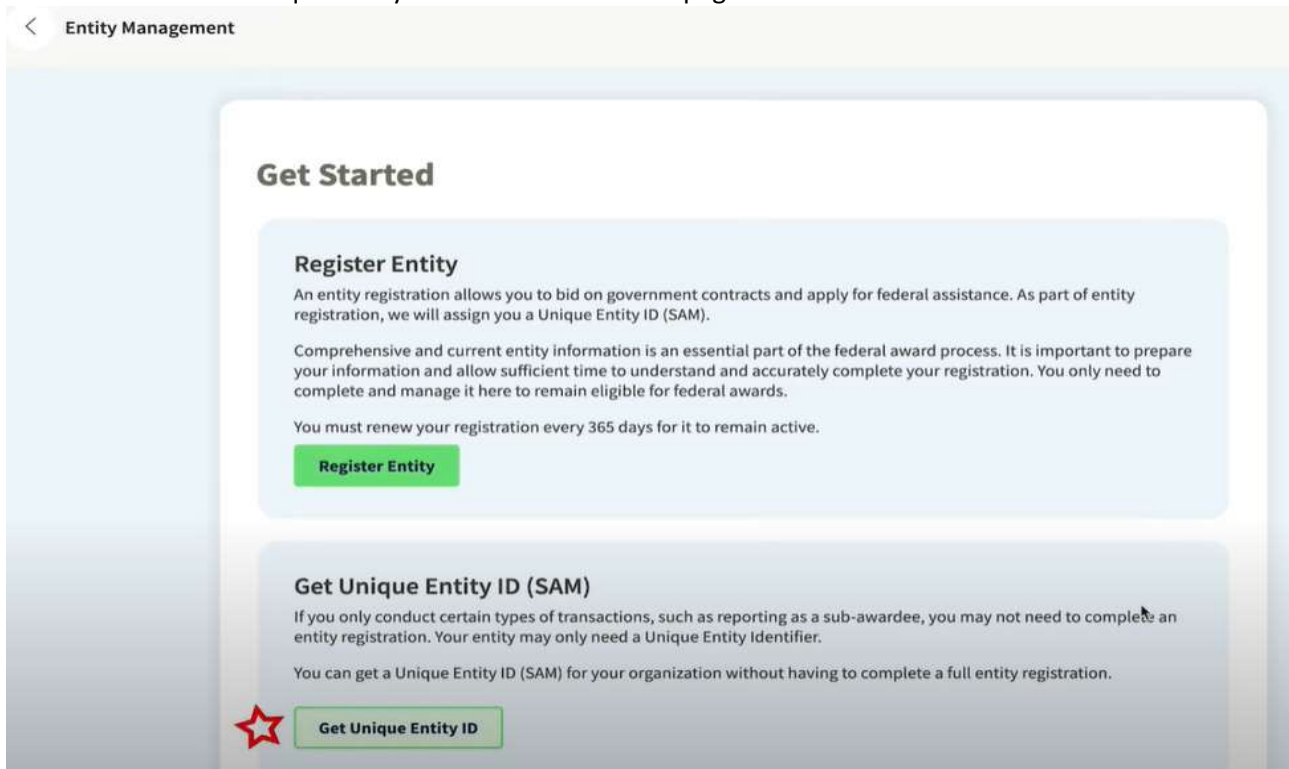 Entity Management
Get Started
Register Entity
An entity registration allows you to bid on government contracts and apply for federal assistance. As part of entity
registration, we will assign you a Unique Entity ID (SAM).
Comprehensive and current entity information is an essential part of the federal award process. It is important to prepare
your information and allow sufficient time to understand and accurately complete your registration. You only need to
complete and manage it here to remain eligible for federal awards.
You must renew your registration every 365 days for it to remain active.
Register Entity
Get Unique Entity ID (SAM)
If you only conduct certain types of transactions, such as reporting as a sub-awardee, you may not need to complete an
entity registration. Your entity may only need a Unique Entity Identifier.
You can get a Unique Entity ID (SAM) for your organization without having to complete a full entity registration.
Get Unique Entity ID